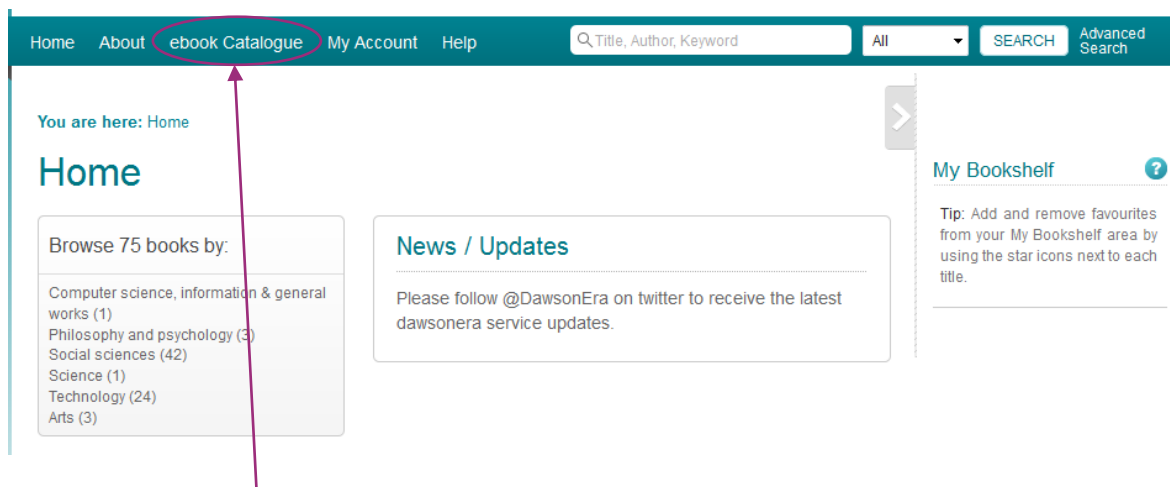 Home About ebook Catalogue My Account Help Title, Author, Keyword All SEARCH Advanced
Search
You are here: Home
Home
Browse 75 books by:
Computer science, information & general
works (1)
Philosophy and psychology (3)
Social sciences (42)
Science (1)
Technology (24)
Arts (3)
News / Updates
Please follow @DawsonEra on twitter to receive the latest
dawsonera service updates.
My Bookshelf ?
Tip: Add and remove favourites
from your My Bookshelf area by
using the star icons next to each
title.